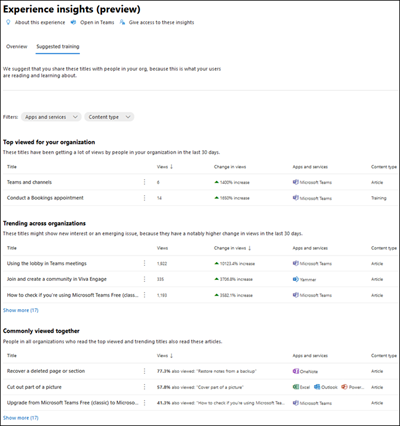 Experience insights (preview)
About this experience Open in Teams Give access to these insights
Overview Suggested training
We suggest that you share these titles with people in your org, because this is what your users
are reading and learning about.
Filters: Apps and services Content type
Top viewed for your organization
These titles have been getting a lot of views by people in your organization in the last 30 days.
Title Views ↓ Change in views Apps and services Content type
Teams and channels 6 1400% increase Microsoft Teams Article
Conduct a Bookings appointment 14 1650% increase Microsoft Teams Training
Trending across organizations
These titles might show new interest or an emerging issue, because they have a notably higher change in views in the last 30 days.
Title Views Change in views ↓ Apps and services Content type
Using the lobby in Teams meetings 1,822 10123.4% increase Microsoft Teams Article
Join and create a community in Viva Engage 335 3709.8% increase Yammer Article
How to check if you're using Microsoft Teams Free (clas... 1,193 3582.1% increase Microsoft Teams Article
Show more (17)
Commonly viewed together
People in all organizations who read the top viewed and trending titles also read these articles.
Title Views ↓ Apps and services Content type
Recover a deleted page or section 77.3% also viewed: "Restore notes from a backup" OneNote Article
Cut out part of a picture 57.8% also viewed: "Cover part of a picture" Excel Outlook Power... Article
Upgrade from Microsoft Teams Free (classic) to Microso... 41.3% also viewed: "How to check if you're using Microsoft Tea... Microsoft Teams Article
Show more (17)